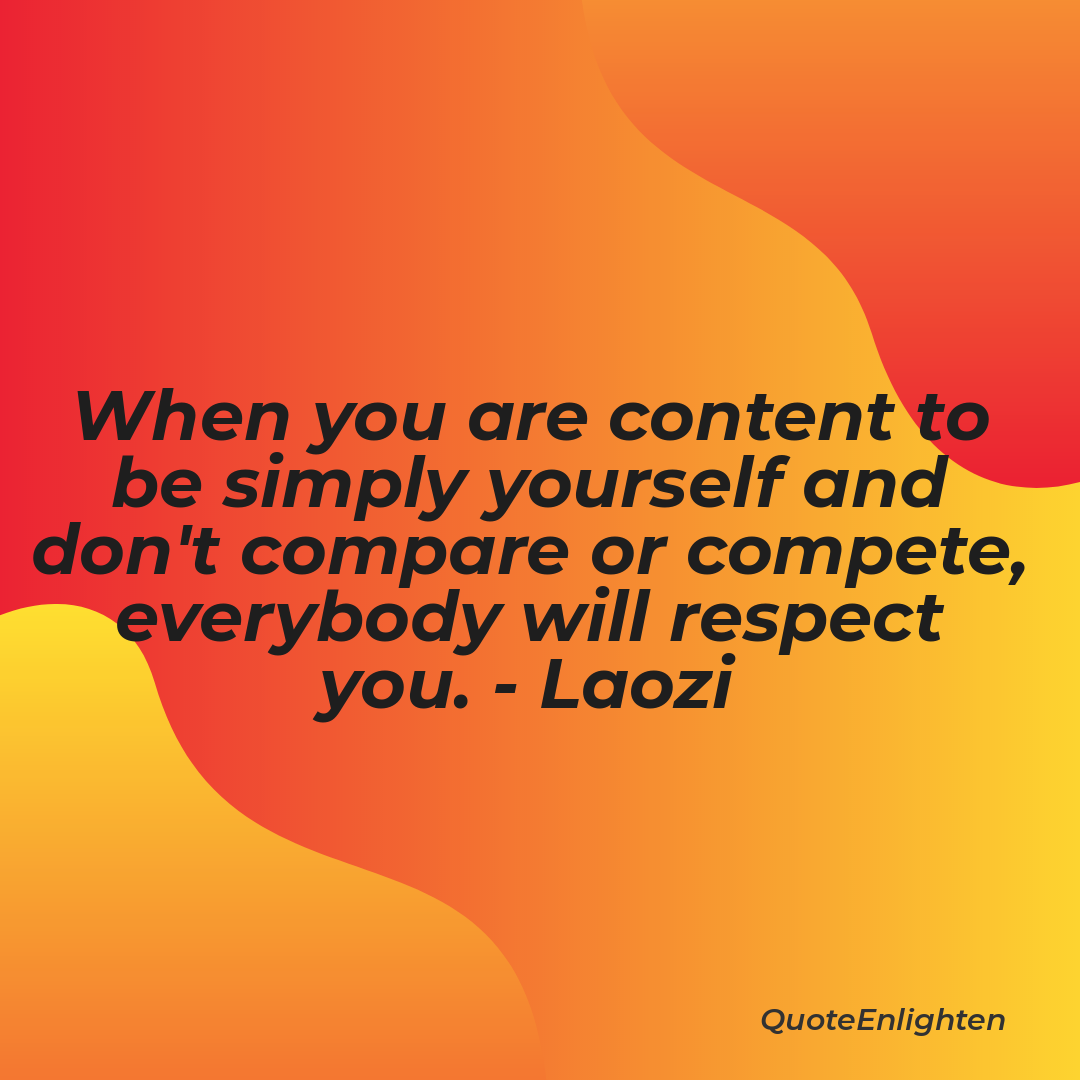 When you are content to
be simply yourself and
don't compare or compete,
everybody will respect
you. - Laozi
QuoteEnlighten